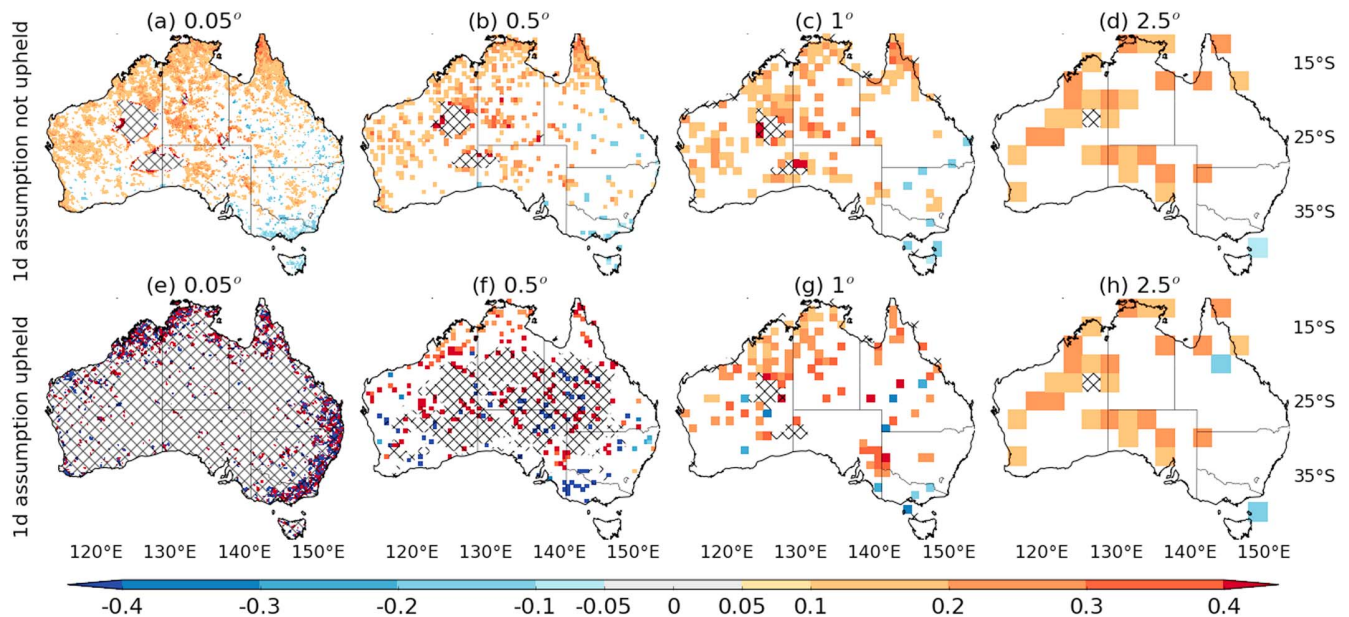 (a) 0.05° (b) 0.5° (c) 1° (d) 2.5°
1d assumption not upheld
15°S
25°S
35°S
(e) 0.05° (f) 0.5° (g) 1° (h) 2.5°
1d assumption upheld
15°S
25°S
35°S
120°E 130°E 140°E 150°E 120°E 130°E 140°E 150°E 120°E 130°E 140°E 150°E 120°E 130°E 140°E 150°E
-0.4 -0.3 -0.2 -0.1 -0.05 0 0.05 0.1 0.2 0.3 0.4